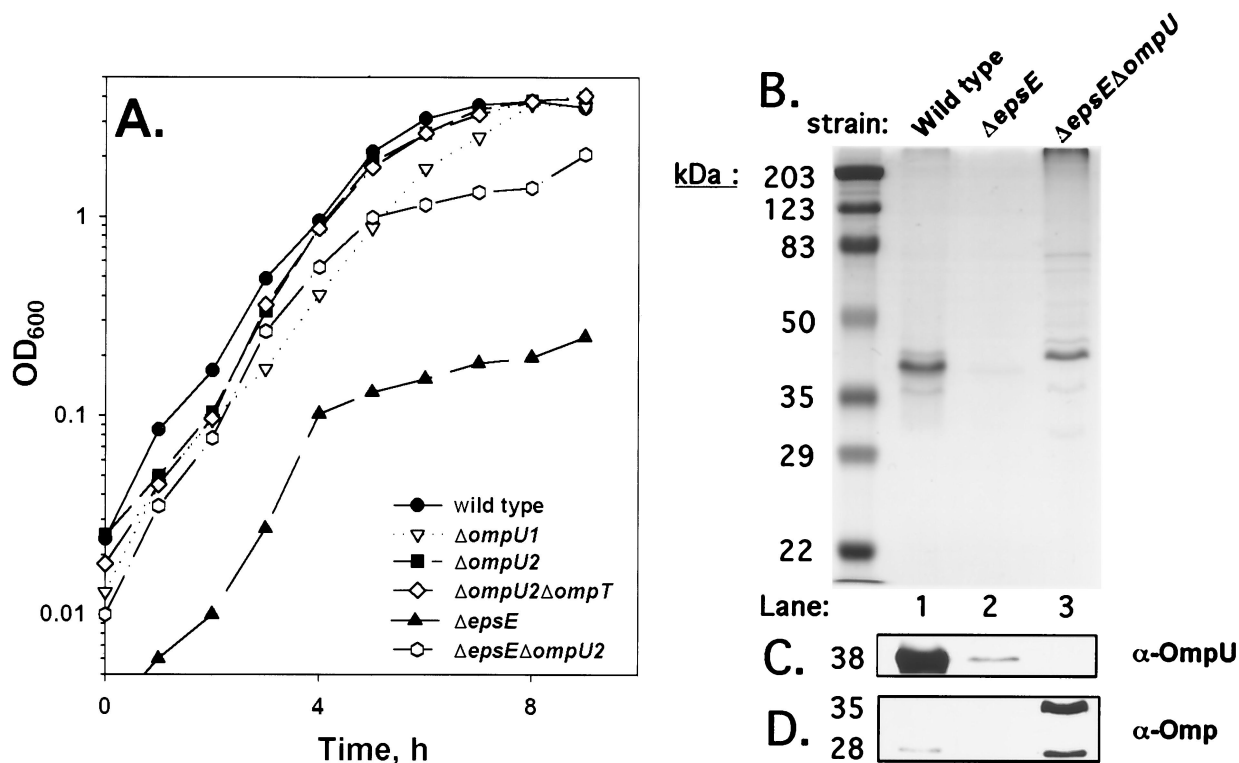 A.
OD600
1
0.1
0.01
wild type
ΔompU1
ΔompU2
ΔompU2ΔompT
ΔepsE
ΔepsEΔompU2
0 4 8
Time, h
B.
strain: Wild type ΔepsE ΔepsEΔompU
kDa :
203
123
83
50
35
29
22
Lane: 1 2 3
C. 38 α-OmpU
D. 35 α-Omp
28